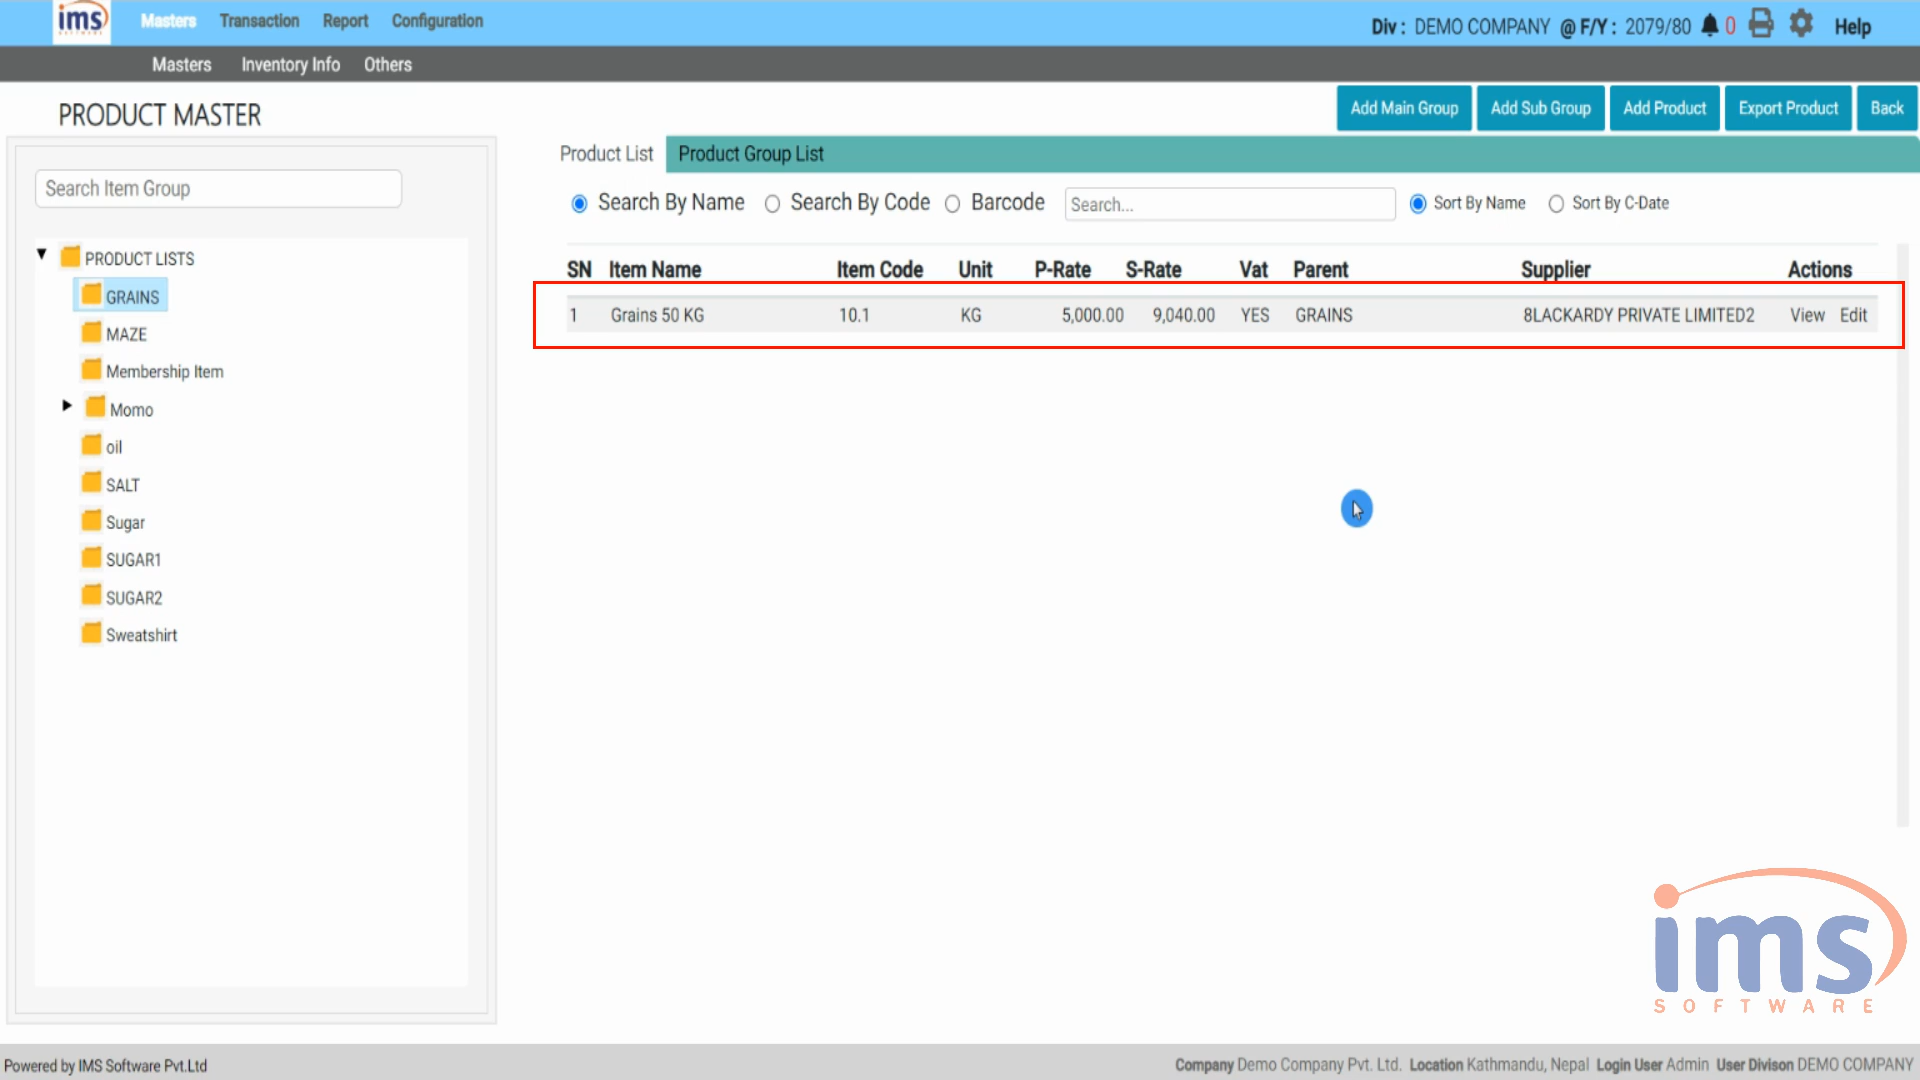 ims
SOFTWARE
Masters Transaction Report Configuration
Div : DEMO COMPANY @ F/Y : 2079/80 0 Help
Masters Inventory Info Others
PRODUCT MASTER
Add Main Group Add Sub Group Add Product Export Product Back
Search Item Group
PRODUCT LISTS
GRAINS
MAZE
Membership Item
Momo
oil
SALT
Sugar
SUGAR1
SUGAR2
Sweatshirt
Product List Product Group List
Search By Name Search By Code Barcode Search... Sort By Name Sort By C-Date
SN Item Name Item Code Unit P-Rate S-Rate Vat Parent Supplier Actions
1 Grains 50 KG 10.1 KG 5,000.00 9,040.00 YES GRAINS 8LACKARDY PRIVATE LIMITED2 View Edit
ims
SOFTWARE
Powered by IMS Software Pvt.Ltd
Company Demo Company Pvt. Ltd. Location Kathmandu, Nepal Login User Admin User Divison DEMO COMPANY